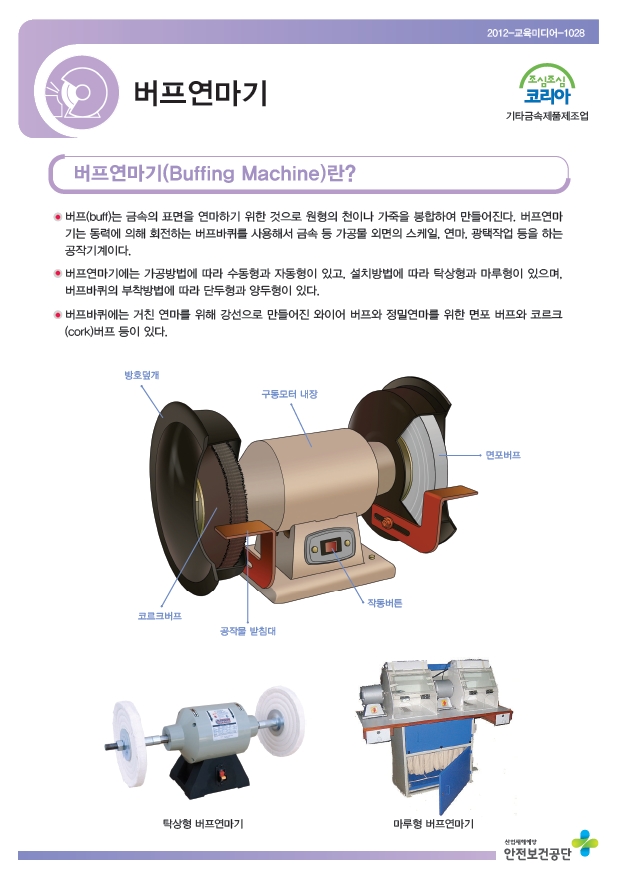 2012-교육미디어-1028
버프연마기
조심조심
코리아
기타금속제품제조업
버프연마기(Buffing Machine)란?
버프(buff)는 금속의 표면을 연마하기 위한 것으로 원형의 천이나 가죽을 봉합하여 만들어진다. 버프연마
기는 동력에 의해 회전하는 버프바퀴를 사용해서 금속 등 가공물 외면의 스케일, 연마, 광택작업 등을 하는
공작기계이다.
버프연마기에는 가공방법에 따라 수동형과 자동형이 있고, 설치방법에 따라 탁상형과 마루형이 있으며,
버프바퀴의 부착방법에 따라 단두형과 양두형이 있다.
버프바퀴에는 거친 연마를 위해 강선으로 만들어진 와이어 버프와 정밀연마를 위한 면포 버프와 코르크
(cork)버프 등이 있다.
방호덮개
구동모터 내장
면포버프
작동버튼
코르크버프
공작물 받침대
탁상형 버프연마기
마루형 버프연마기
산업재해예방
안전보건공단